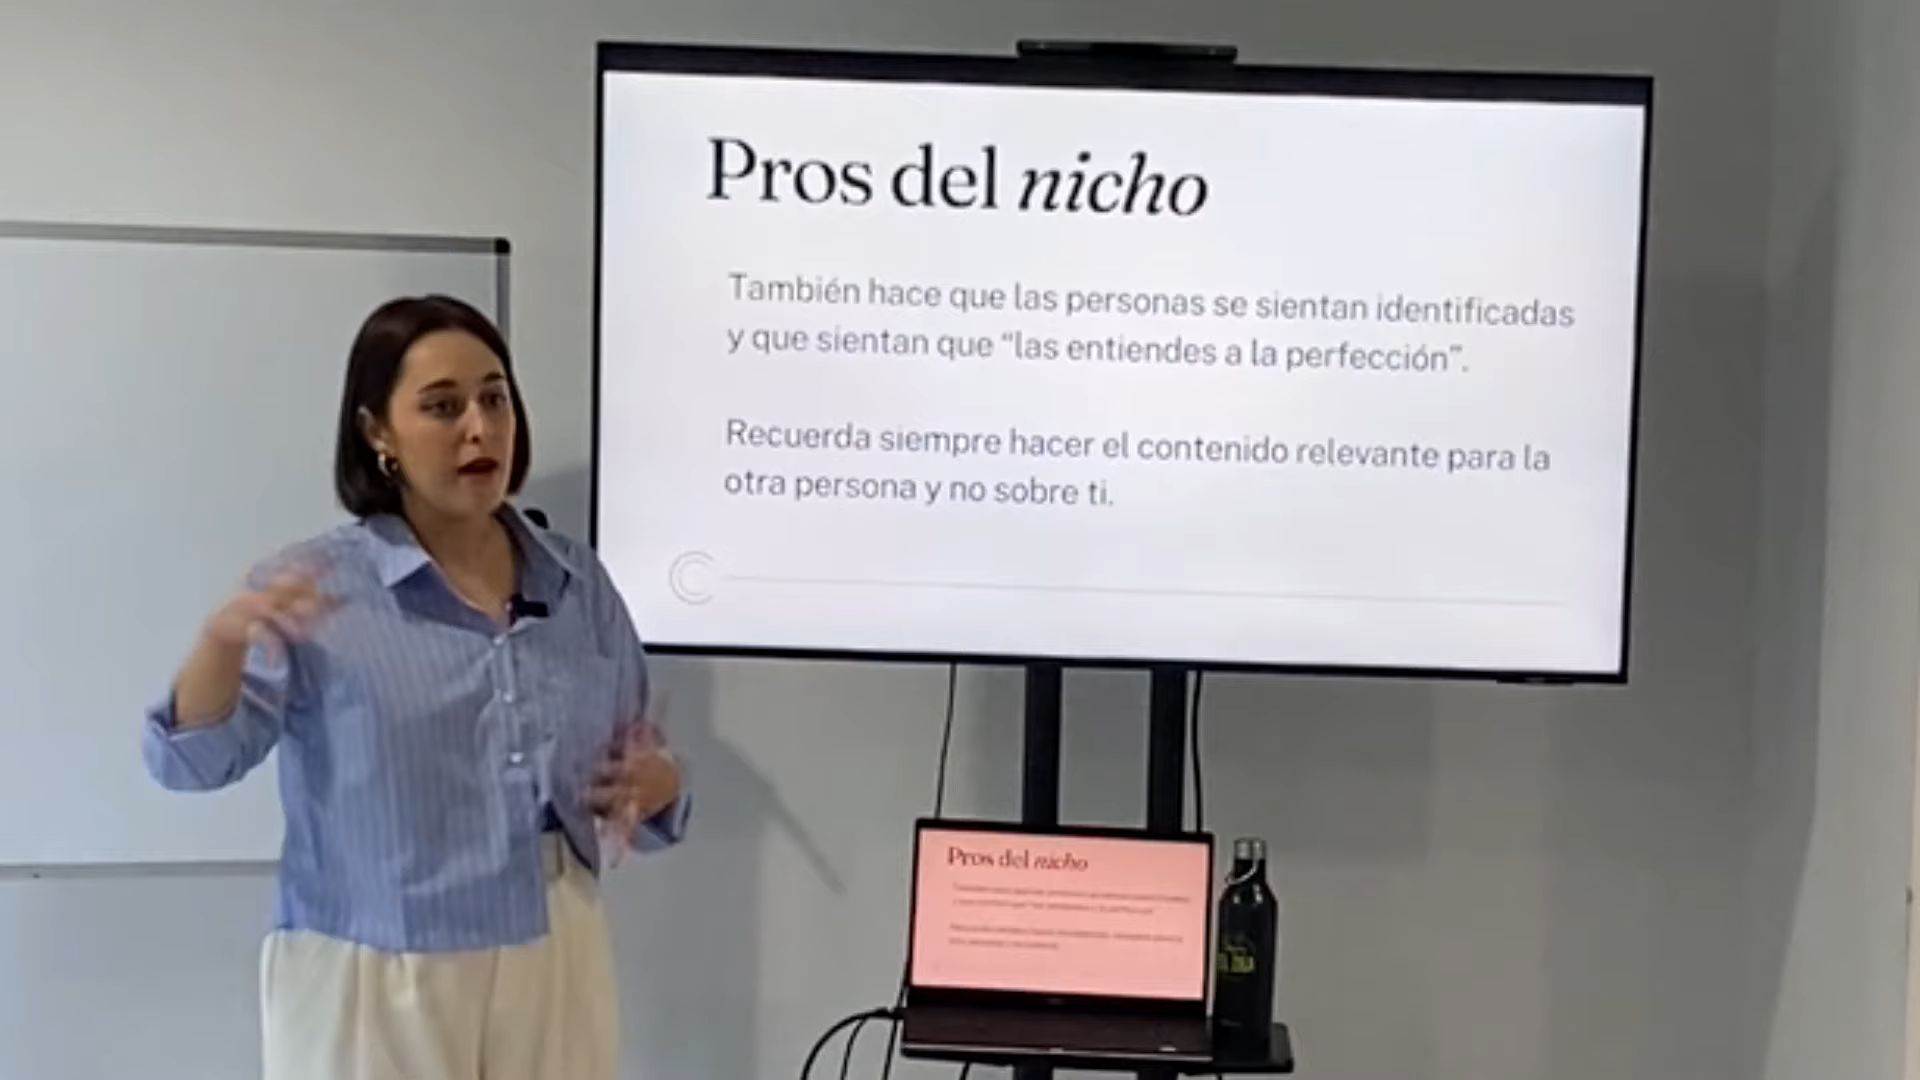 Pros del nicho
También hace que las personas se sientan identificadas
y que sientan que “las entiendes a la perfección”.
Recuerda siempre hacer el contenido relevante para la
otra persona y no sobre ti.
Pros del nicho